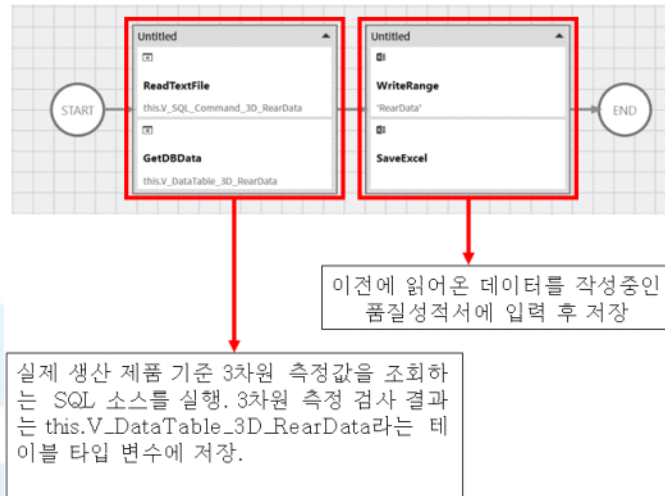 Untitled
ReadTextFile
this.V_SQL_Command_3D_RearData
GetDBData
this.V_DataTable_3D_RearData
Untitled
WriteRange
'RearData'
SaveExcel
START
END
이전에 읽어온 데이터를 작성중인
품질성적서에 입력 후 저장
실제 생산 제품 기준 3차원 측정값을 조회하
는 SQL 소스를 실행. 3차원 측정 검사 결과
는 this.V_DataTable_3D_RearData라는 테
이블 타입 변수에 저장.